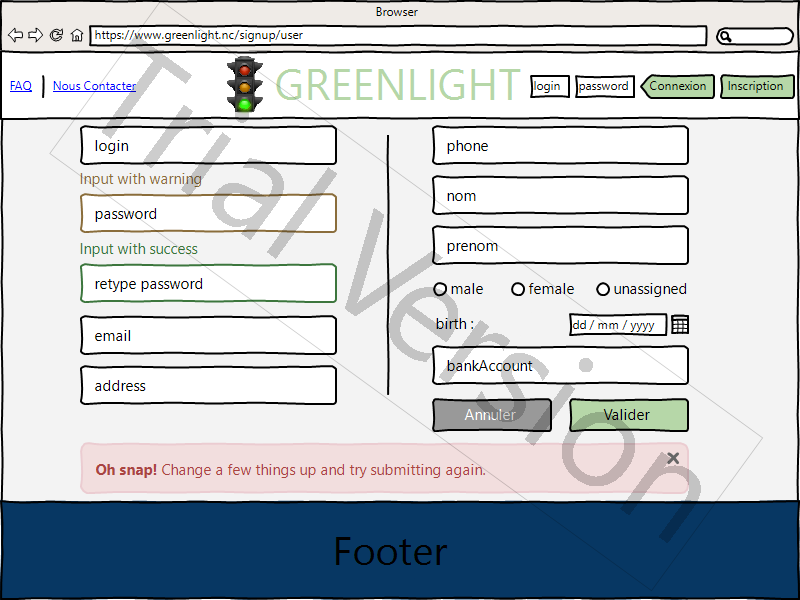 Browser
https://www.greenlight.nc/signup/user
FAQ
Nous Contacter
GREENLIGHT
login
password
Connexion
Inscription
login
Input with warning
password
Input with success
retype password
email
address
phone
nom
prenom
male
female
unassigned
birth :
dd / mm / yyyy
bankAccount
Annuler
Valider
Oh snap! Change a few things up and try submitting again.
Footer
Trial Version